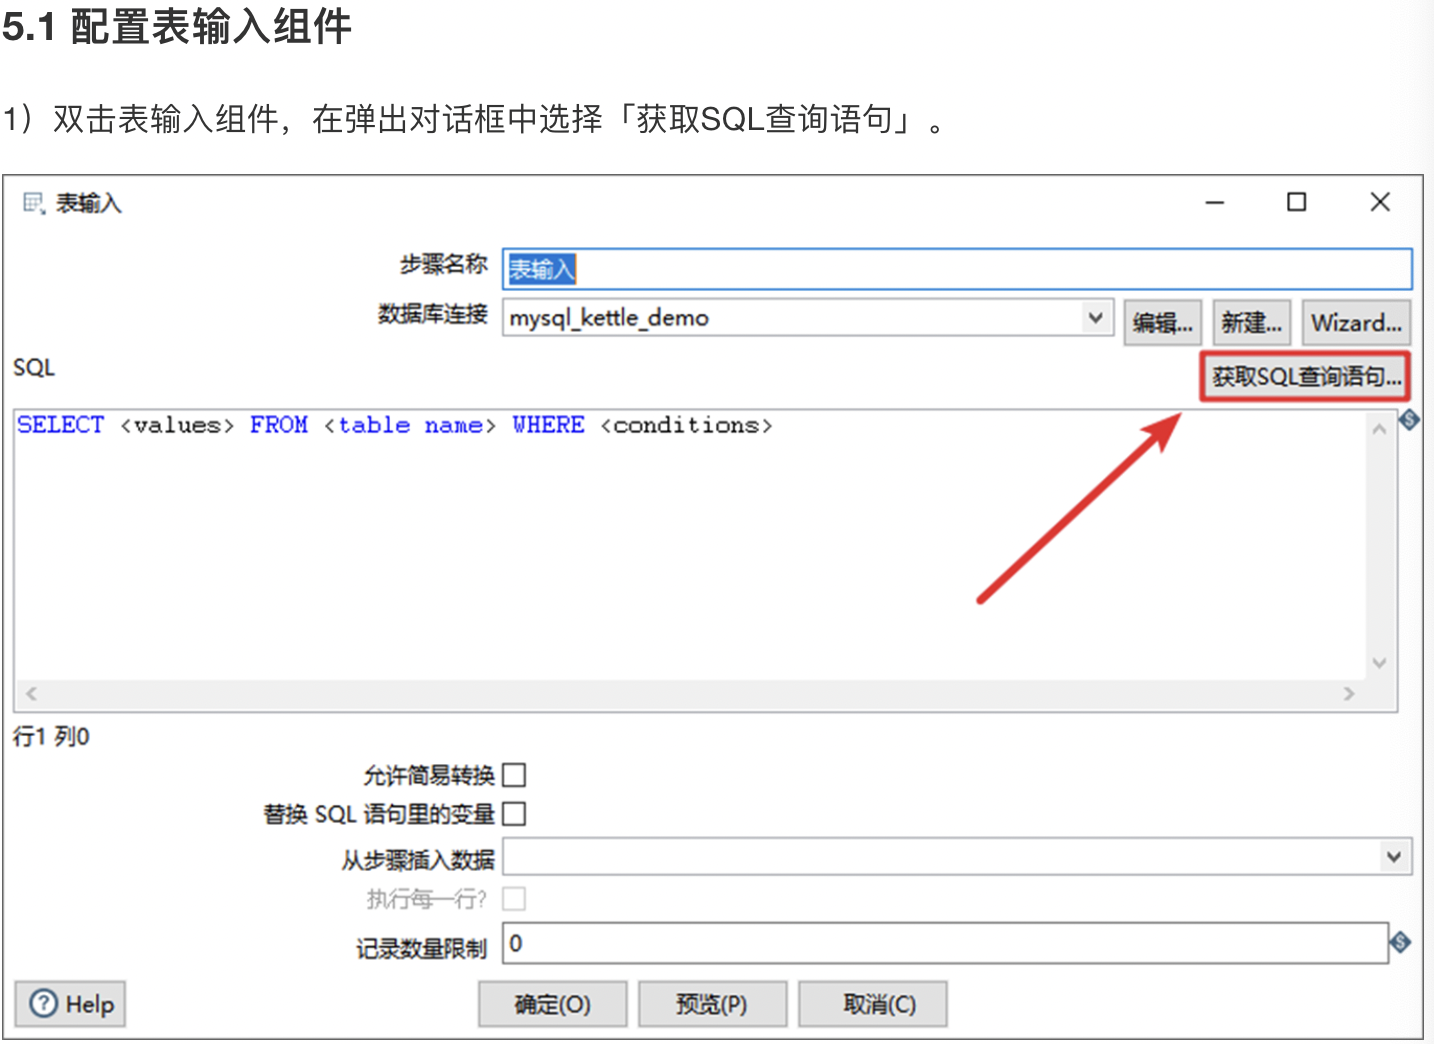 5.1 配置表输入组件
1）双击表输入组件，在弹出对话框中选择「获取SQL查询语句」。
表输入
步骤名称 表输入
数据库连接 mysql_kettle_demo 编辑... 新建... Wizard...
SQL 获取SQL查询语句...
SELECT <values> FROM <table name> WHERE <conditions>
行1 列0
允许简易转换
替换 SQL 语句里的变量
从步骤插入数据
执行每一行?
记录数量限制 0
Help 确定(O) 预览(P) 取消(C)